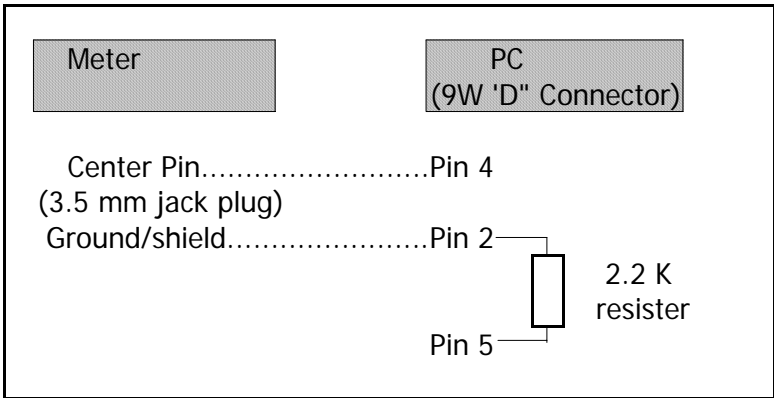 Meter
PC
(9W 'D" Connector)
Center Pin..........................Pin 4
(3.5 mm jack plug)
Ground/shield.......................Pin 2
2.2 K
resister
Pin 5